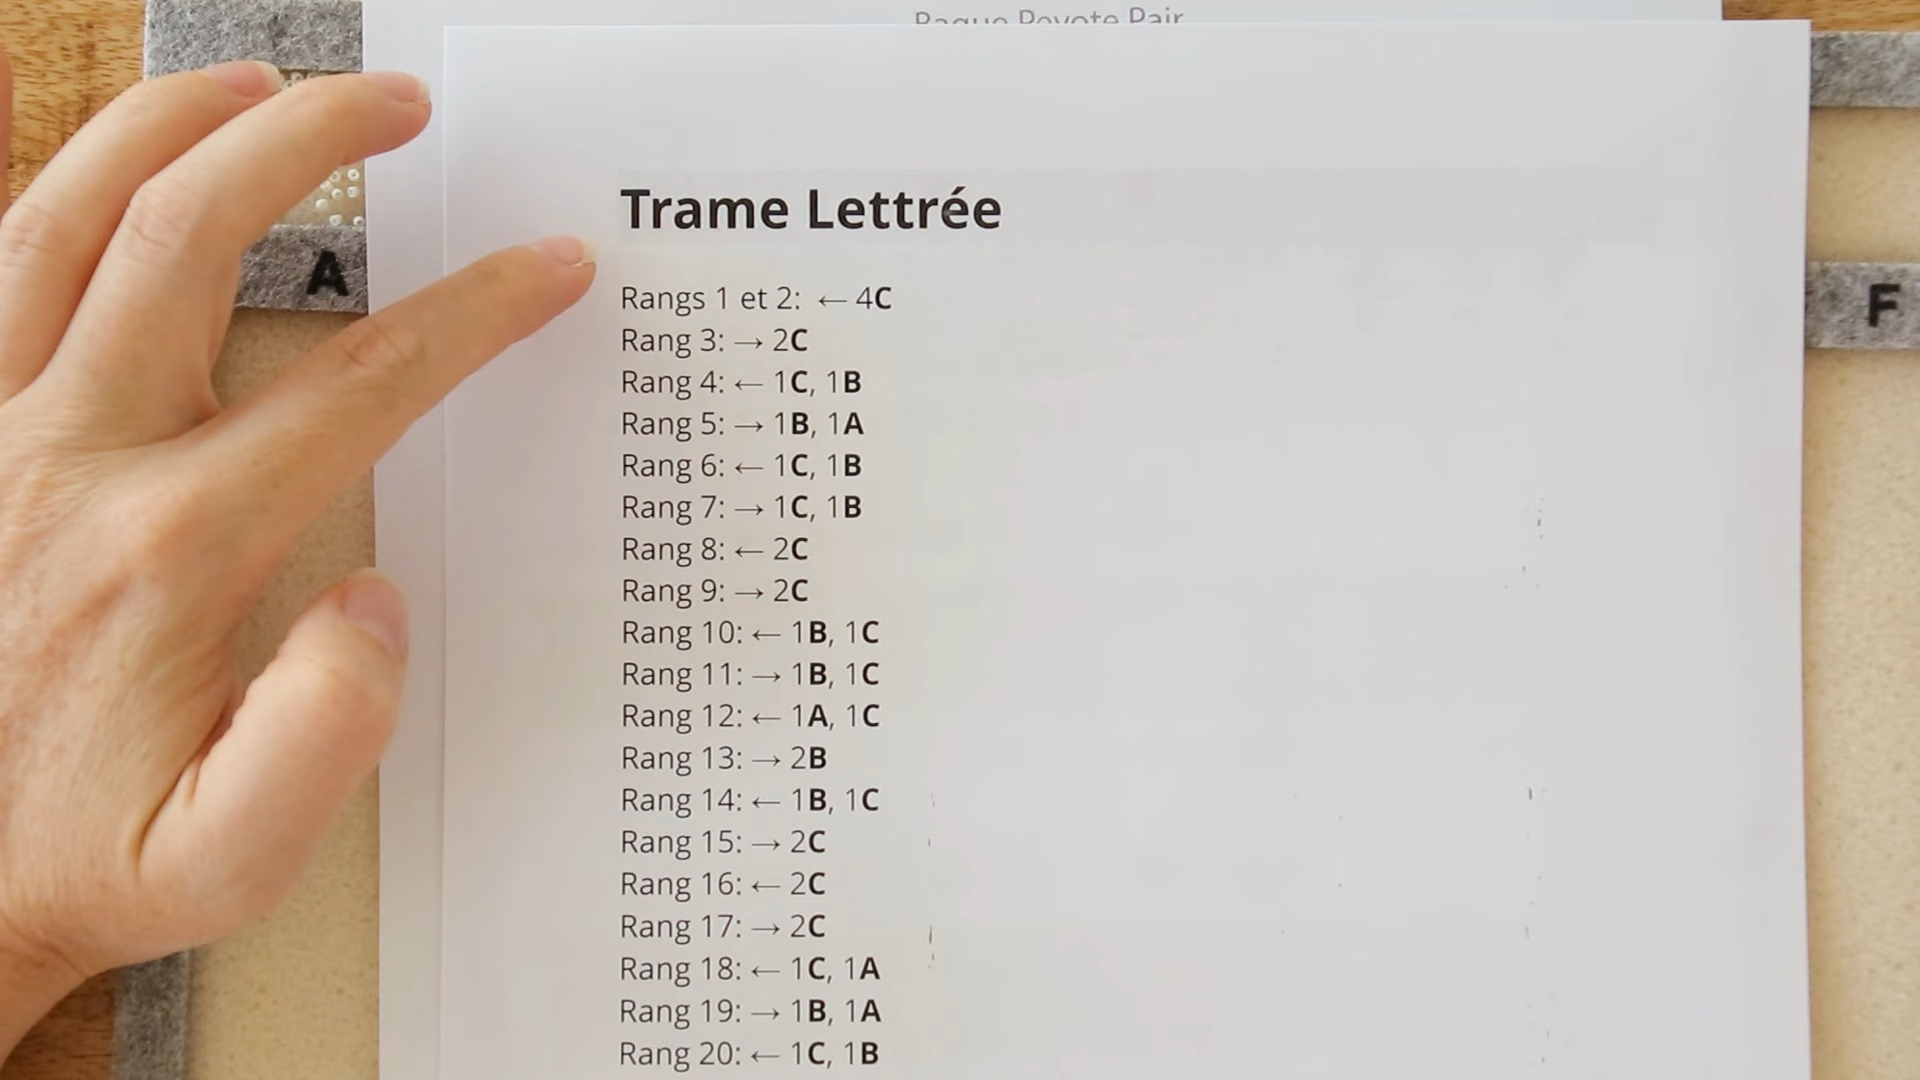 Bague Peyote Pair
Trame Lettrée
A
F
Rangs 1 et 2: ← 4C
Rang 3: → 2C
Rang 4: ← 1C, 1B
Rang 5: → 1B, 1A
Rang 6: ← 1C, 1B
Rang 7: → 1C, 1B
Rang 8: ← 2C
Rang 9: → 2C
Rang 10: ← 1B, 1C
Rang 11: → 1B, 1C
Rang 12: ← 1A, 1C
Rang 13: → 2B
Rang 14: ← 1B, 1C
Rang 15: → 2C
Rang 16: ← 2C
Rang 17: → 2C
Rang 18: ← 1C, 1A
Rang 19: → 1B, 1A
Rang 20: ← 1C, 1B